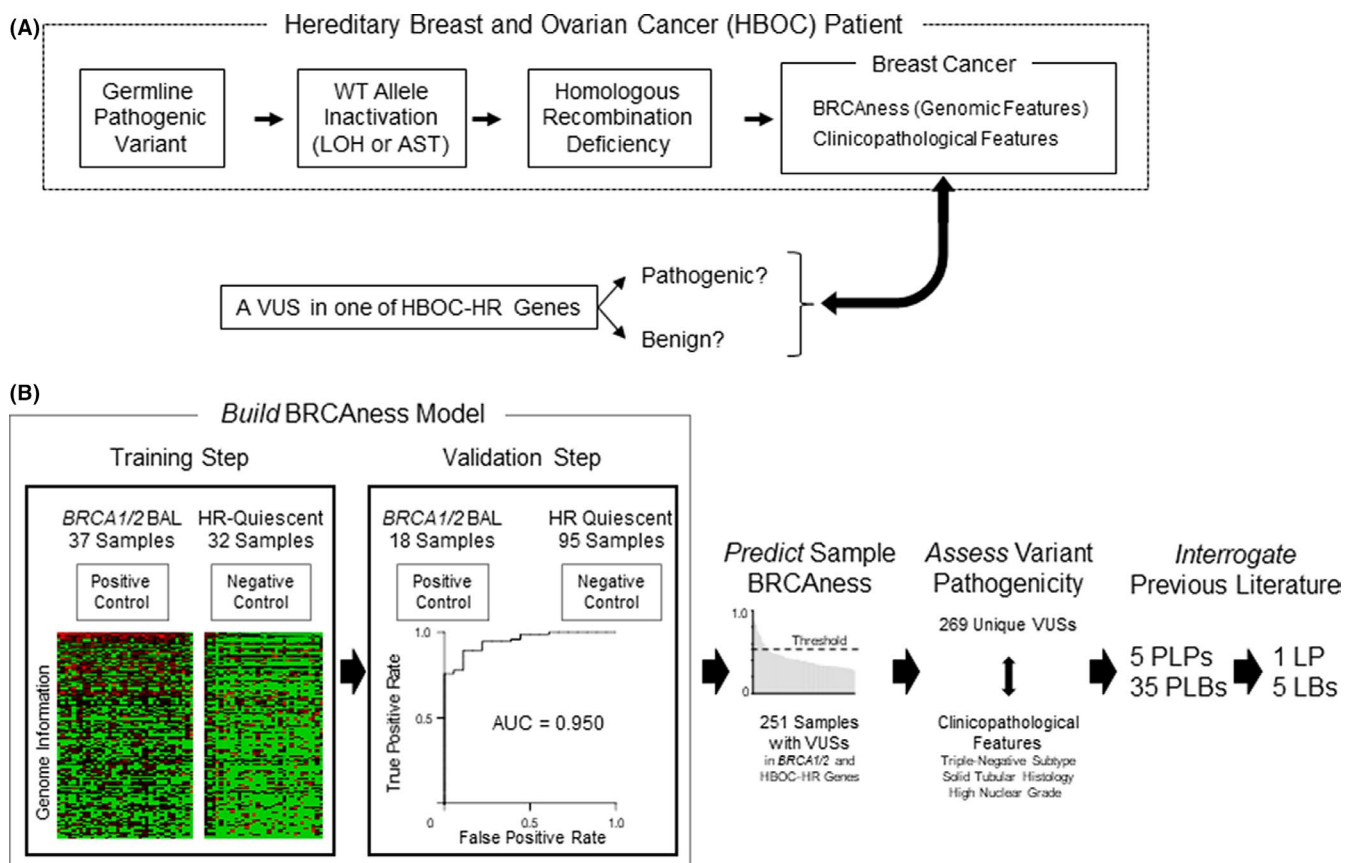 (A)
Hereditary Breast and Ovarian Cancer (HBOC) Patient
Germline
Pathogenic
Variant
WT Allele
Inactivation
(LOH or AST)
Homologous
Recombination
Deficiency
Breast Cancer
BRCAness (Genomic Features)
Clinicopathological Features
A VUS in one of HBOC-HR Genes
Pathogenic?
Benign?
(B)
Build BRCAness Model
Training Step
BRCA1/2 BAL
37 Samples
HR-Quiescent
32 Samples
Positive
Control
Negative
Control
Genome Information
Validation Step
BRCA1/2 BAL
18 Samples
HR Quiescent
95 Samples
Positive
Control
Negative
Control
True Positive Rate
1.0
0.5
0
AUC = 0.950
0.5
1.0
False Positive Rate
Predict Sample
BRCAness
1.0
Threshold
0
251 Samples
with VUSs
in BRCA1/2 and
HBOC-HR Genes
Assess Variant
Pathogenicity
269 Unique VUSs
Clinicopathological
Features
Triple-Negative Subtype
Solid Tubular Histology
High Nuclear Grade
Interrogate
Previous Literature
5 PLPs
35 PLBs
1 LP
5 LBs